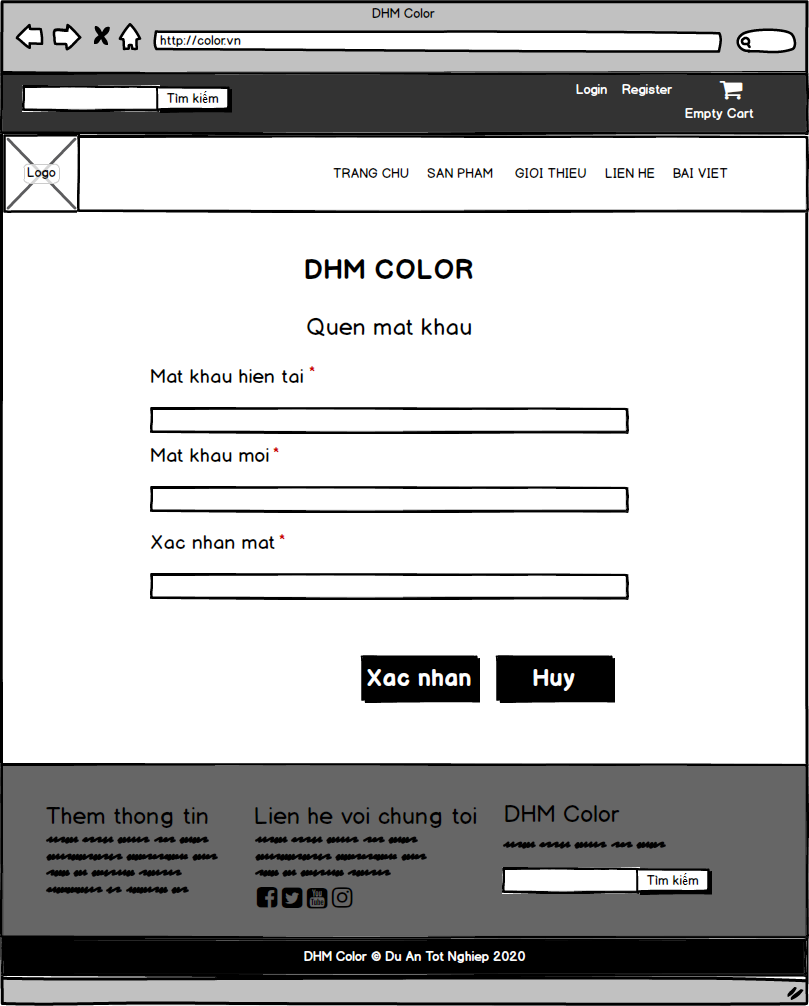 DHM Color
http://color.vn
Tìm kiếm
Login Register
Empty Cart
Logo
TRANG CHU SAN PHAM GIOI THIEU LIEN HE BAI VIET
DHM COLOR
Quen mat khau
Mat khau hien tai *
Mat khau moi *
Xac nhan mat *
Xac nhan Huy
Them thong tin
Lien he voi chung toi
You Tube
DHM Color
Tìm kiếm
DHM Color © Du An Tot Nghiep 2020